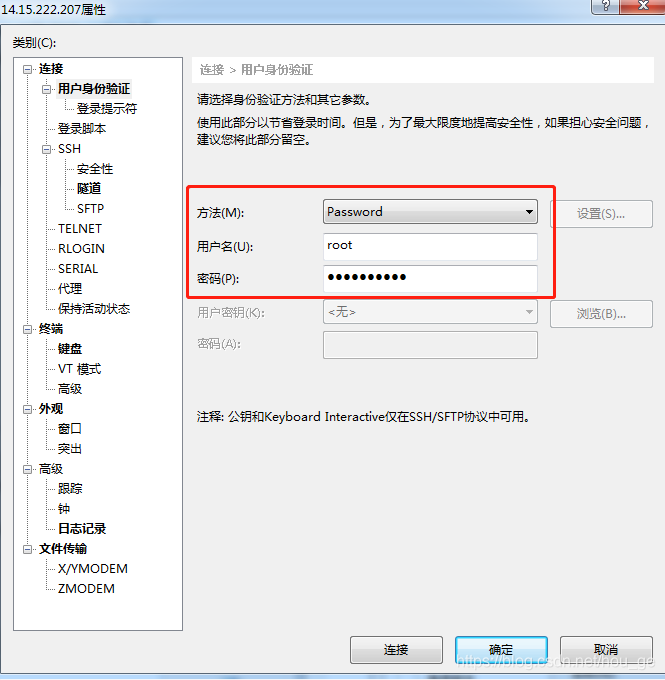 14.15.222.207属性
类别(C):
连接
用户身份验证
登录提示符
登录脚本
SSH
安全性
隧道
SFTP
TELNET
RLOGIN
SERIAL
代理
保持活动状态
终端
键盘
VT 模式
高级
外观
窗口
突出
高级
跟踪
钟
日志记录
文件传输
X/YMODEM
ZMODEM
连接 > 用户身份验证
请选择身份验证方法和其它参数。
使用此部分以节省登录时间。但是，为了最大限度地提高安全性，如果担心安全问题，
建议您将此部分留空。
方法(M): Password 设置(S)...
用户名(U): root
密码(P): ●●●●●●●●●●
用户密钥(K): <无> 浏览(B)...
密码(A):
注释: 公钥和Keyboard Interactive仅在SSH/SFTP协议中可用。
连接 确定 取消
https://blog.csdn.net/hou_ge